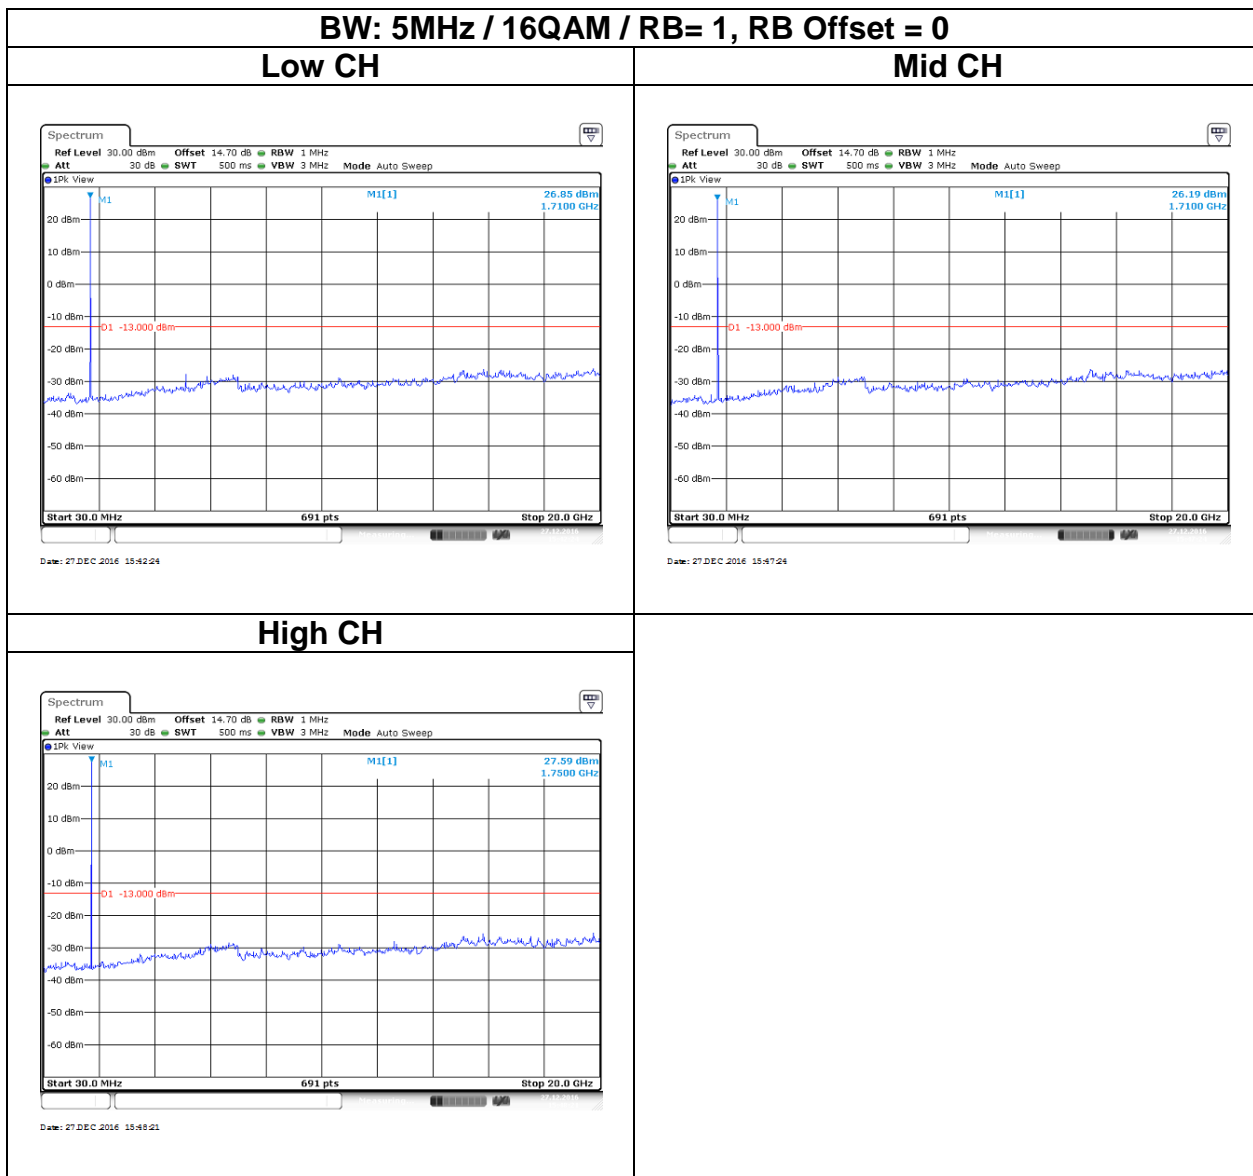 BW: 5MHz / 16QAM / RB= 1, RB Offset = 0
Low CH
Mid CH
Spectrum
Ref Level 30.00 dBm Offset 14.70 dB RBW 1 MHz
Att 30 dB SWT 500 ms VBW 3 MHz Mode Auto Sweep
1Pk View
M1
M1[1] 26.85 dBm
1.7100 GHz
20 dBm
10 dBm
0 dBm
-10 dBm
D1 -13.000 dBm
-20 dBm
-30 dBm
-40 dBm
-50 dBm
-60 dBm
Start 30.0 MHz 691 pts Stop 20.0 GHz
Date: 27.DEC.2016 15:42:24
Spectrum
Ref Level 30.00 dBm Offset 14.70 dB RBW 1 MHz
Att 30 dB SWT 500 ms VBW 3 MHz Mode Auto Sweep
1Pk View
M1
M1[1] 26.19 dBm
1.7100 GHz
20 dBm
10 dBm
0 dBm
-10 dBm
D1 -13.000 dBm
-20 dBm
-30 dBm
-40 dBm
-50 dBm
-60 dBm
Start 30.0 MHz 691 pts Stop 20.0 GHz
Date: 27.DEC.2016 15:47:24
High CH
Spectrum
Ref Level 30.00 dBm Offset 14.70 dB RBW 1 MHz
Att 30 dB SWT 500 ms VBW 3 MHz Mode Auto Sweep
1Pk View
M1
M1[1] 27.59 dBm
1.7500 GHz
20 dBm
10 dBm
0 dBm
-10 dBm
D1 -13.000 dBm
-20 dBm
-30 dBm
-40 dBm
-50 dBm
-60 dBm
Start 30.0 MHz 691 pts Stop 20.0 GHz
Date: 27.DEC.2016 15:48:21